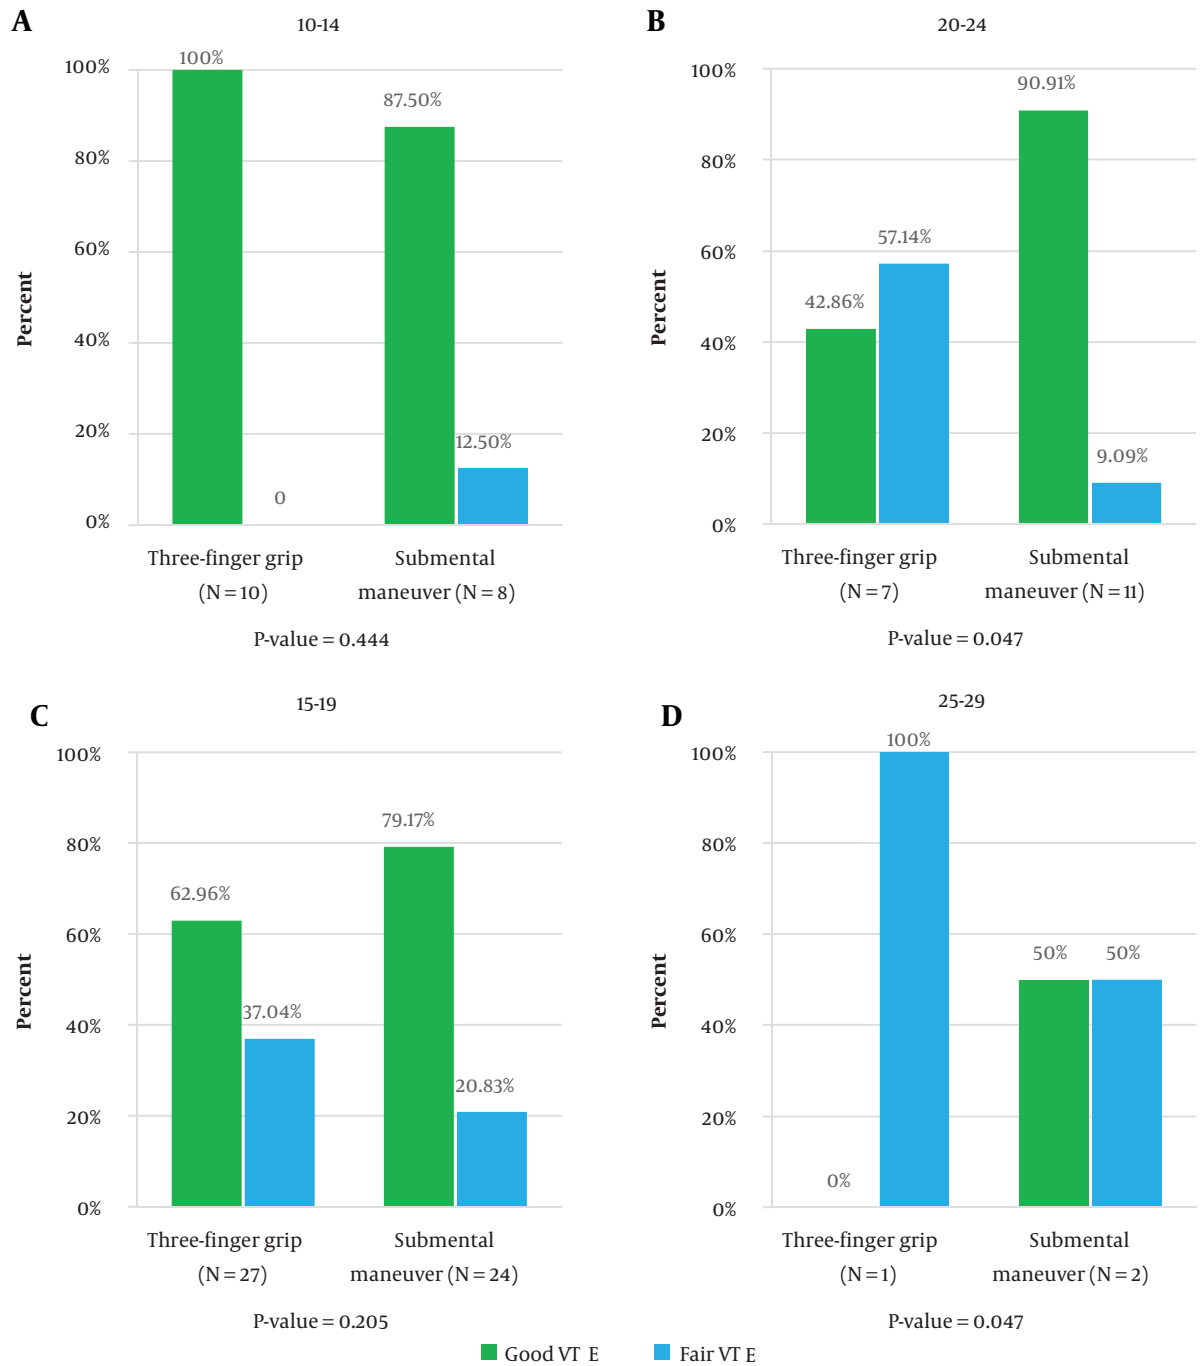 A
10-14
100%
80%
60%
40%
20%
0%
Percent
100%
0
87.50%
12.50%
Three-finger grip
(N = 10)
Submental
maneuver (N = 8)
P-value = 0.444
B
20-24
100%
80%
60%
40%
20%
0%
Percent
42.86%
57.14%
90.91%
9.09%
Three-finger grip
(N = 7)
Submental
maneuver (N = 11)
P-value = 0.047
C
15-19
100%
80%
60%
40%
20%
0%
Percent
62.96%
37.04%
79.17%
20.83%
Three-finger grip
(N = 27)
Submental
maneuver (N = 24)
P-value = 0.205
D
25-29
100%
80%
60%
40%
20%
0%
Percent
0%
100%
50%
50%
Three-finger grip
(N = 1)
Submental
maneuver (N = 2)
P-value = 0.047
Good VT E
Fair VT E